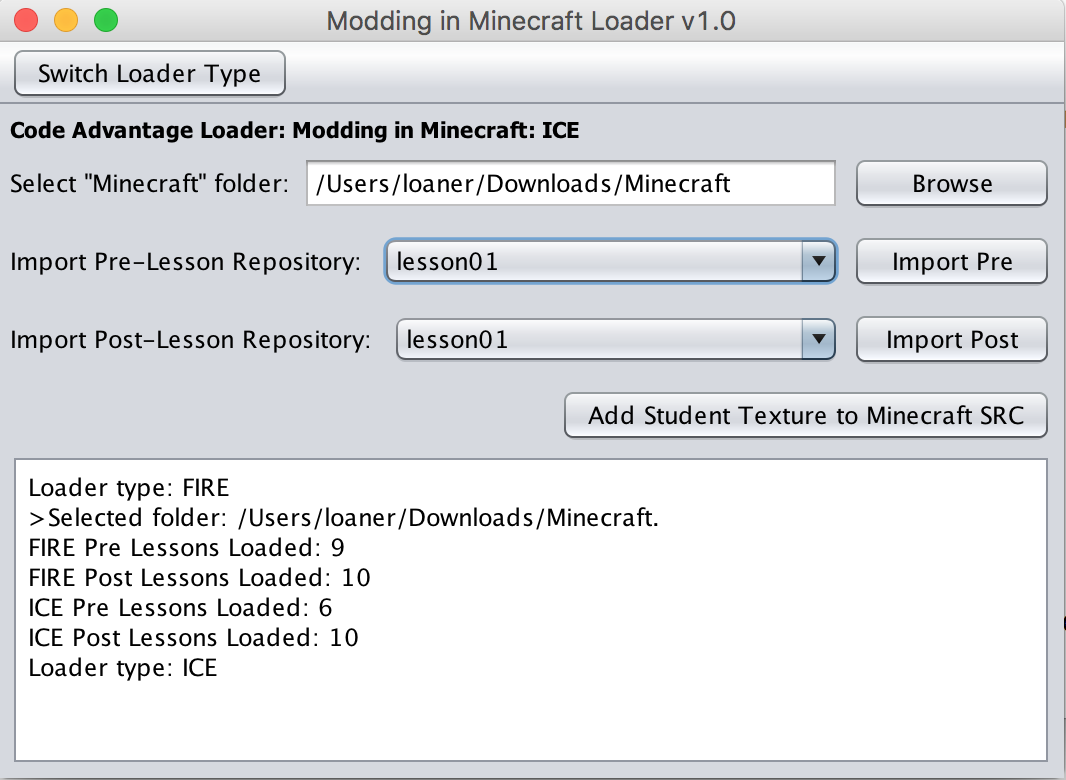 Modding in Minecraft Loader v1.0
Switch Loader Type
Code Advantage Loader: Modding in Minecraft: ICE
Select "Minecraft" folder: /Users/loaner/Downloads/Minecraft Browse
Import Pre-Lesson Repository: lesson01 Import Pre
Import Post-Lesson Repository: lesson01 Import Post
Add Student Texture to Minecraft SRC
Loader type: FIRE
>Selected folder: /Users/loaner/Downloads/Minecraft.
FIRE Pre Lessons Loaded: 9
FIRE Post Lessons Loaded: 10
ICE Pre Lessons Loaded: 6
ICE Post Lessons Loaded: 10
Loader type: ICE